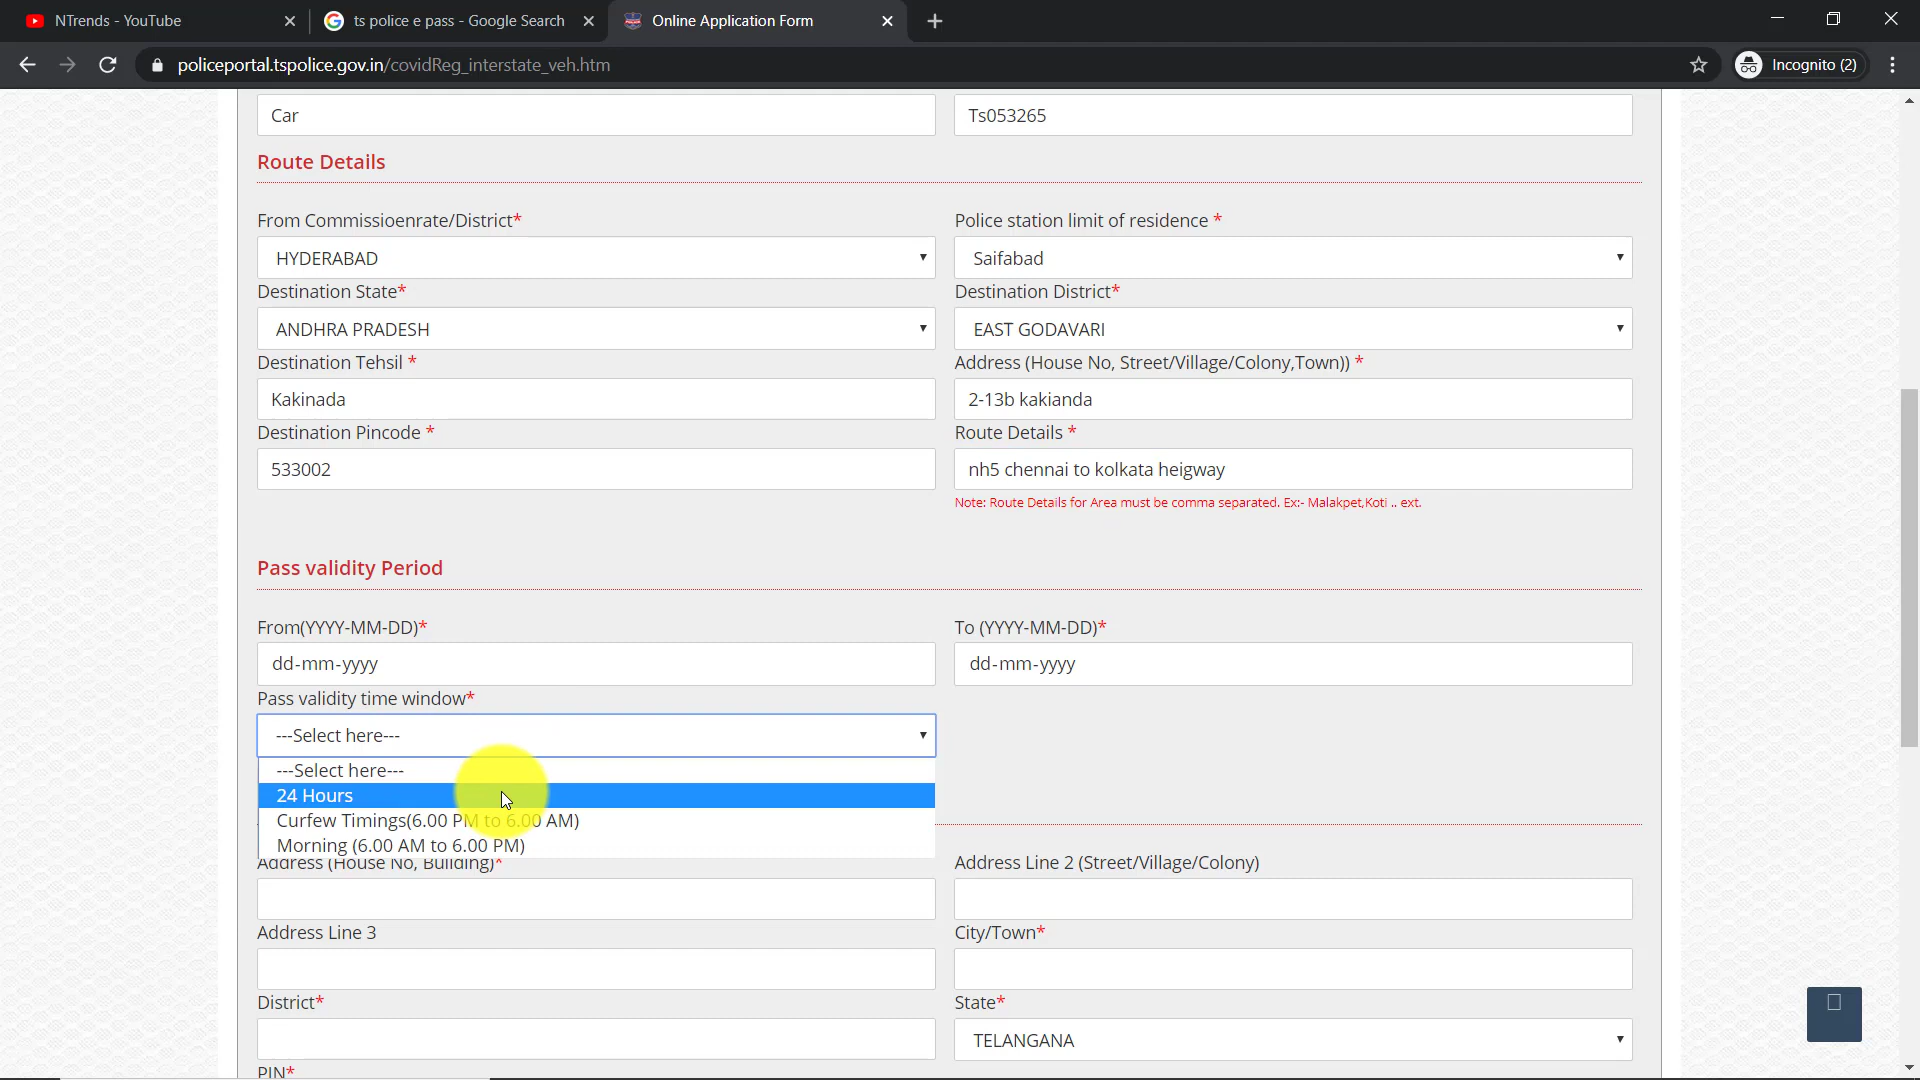 NTrends - YouTube
ts police e pass - Google Search
Online Application Form
policeportal.tspolice.gov.in/covidReg_interstate_veh.htm
Incognito (2)
Car
Ts053265
Route Details
From Commissioenrate/District*
Police station limit of residence *
HYDERABAD
Saifabad
Destination State*
Destination District*
ANDHRA PRADESH
EAST GODAVARI
Destination Tehsil *
Address (House No, Street/Village/Colony,Town)) *
Kakinada
2-13b kakianda
Destination Pincode *
Route Details *
533002
nh5 chennai to kolkata heigway
Note: Route Details for Area must be comma separated. Ex:- Malakpet,Koti .. ext.
Pass validity Period
From(YYYY-MM-DD)*
To (YYYY-MM-DD)*
dd-mm-yyyy
dd-mm-yyyy
Pass validity time window*
---Select here---
---Select here---
24 Hours
Curfew Timings(6.00 PM to 6.00 AM)
Morning (6.00 AM to 6.00 PM)
Address (House No, Building)*
Address Line 2 (Street/Village/Colony)
Address Line 3
City/Town*
District*
State*
TELANGANA
PIN*